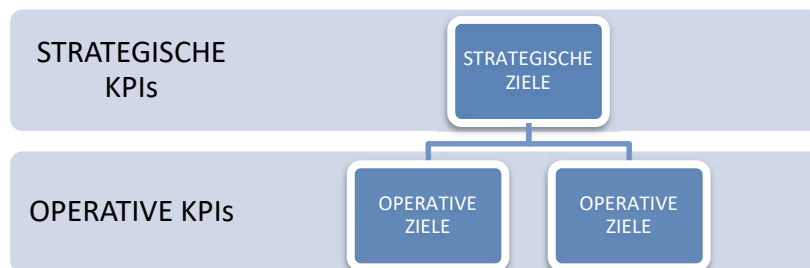 STRATEGISCHE
KPIs
STRATEGISCHE
ZIELE
OPERATIVE KPIs
OPERATIVE
ZIELE
OPERATIVE
ZIELE